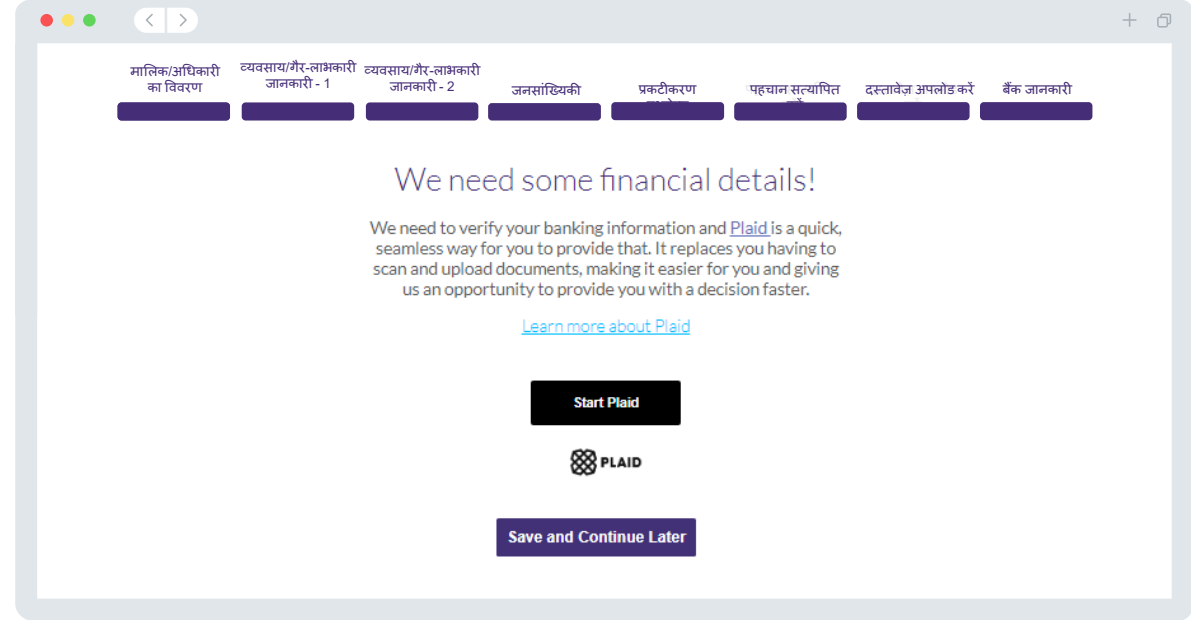 मालिक/अधिकारी
का विवरण
व्यवसाय/गैर-लाभकारी
जानकारी - 1
व्यवसाय/गैर-लाभकारी
जानकारी - 2
जनसांख्यिकी
प्रकटीकरण
पहचान सत्यापित
दस्तावेज़ अपलोड करें
बैंक जानकारी
We need some financial details!
We need to verify your banking information and Plaid is a quick,
seamless way for you to provide that. It replaces you having to
scan and upload documents, making it easier for you and giving
us an opportunity to provide you with a decision faster.
Learn more about Plaid
Start Plaid
PLAID
Save and Continue Later